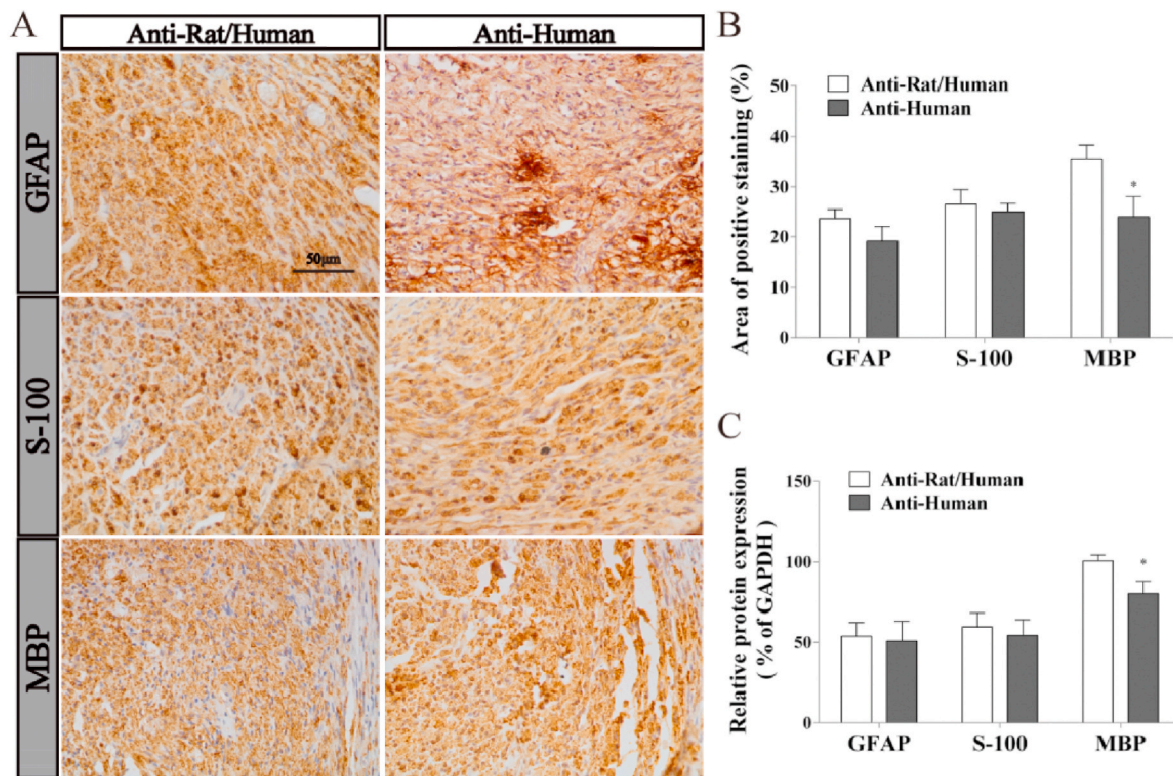 A
Anti-Rat/Human
Anti-Human
GFAP
50μm
S-100
MBP
B
Area of positive staining (%)
50
40
30
20
10
0
Anti-Rat/Human
Anti-Human
*
GFAP
S-100
MBP
C
Relative protein expression
( % of GAPDH )
150
100
50
0
Anti-Rat/Human
Anti-Human
*
GFAP
S-100
MBP